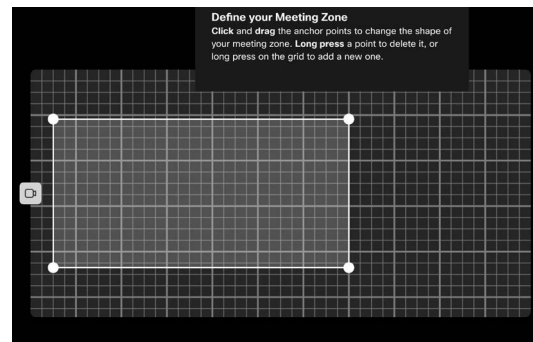 Define your Meeting Zone
Click and drag the anchor points to change the shape of
your meeting zone. Long press a point to delete it, or
long press on the grid to add a new one.